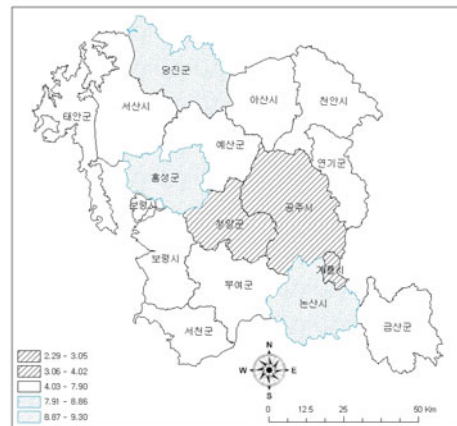 당진군
아산시
천안시
서산시
태안군
예산군
연기군
홍성군
보령시
공주시
청양군
보령시
계룡시
부여군
논산시
서천군
금산군
2.29 - 3.05
3.06 - 4.02
4.03 - 7.90
7.91 - 8.86
8.87 - 9.30
N
W E
S
0 12.5 25 50 Km